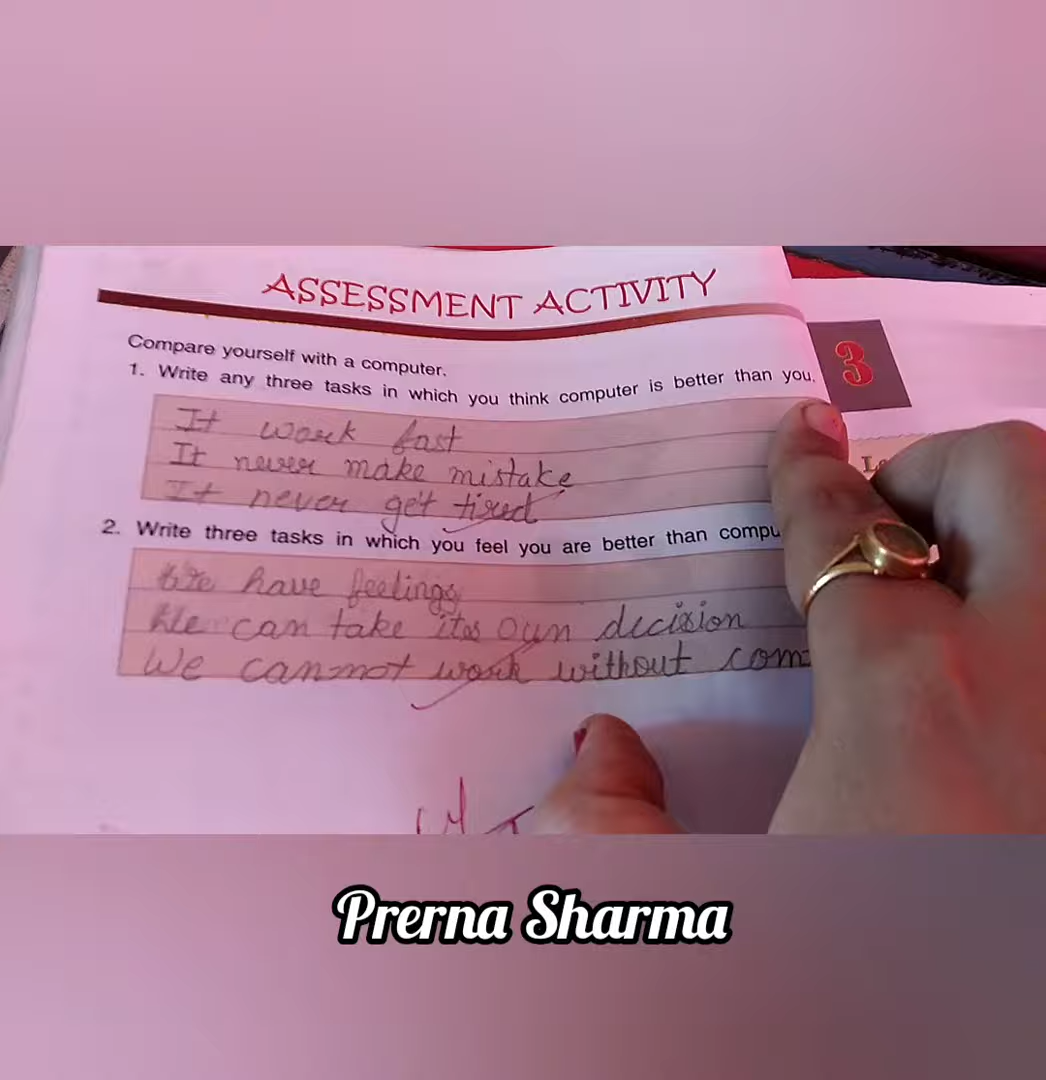 ASSESSMENT ACTIVITY
Compare yourself with a computer.
1. Write any three tasks in which you think computer is better than you.
It work fast
It never make mistake
It never get tired
2. Write three tasks in which you feel you are better than compu
We have feelings
We can take its own decision
We cannot work without com
3
Prerna Sharma